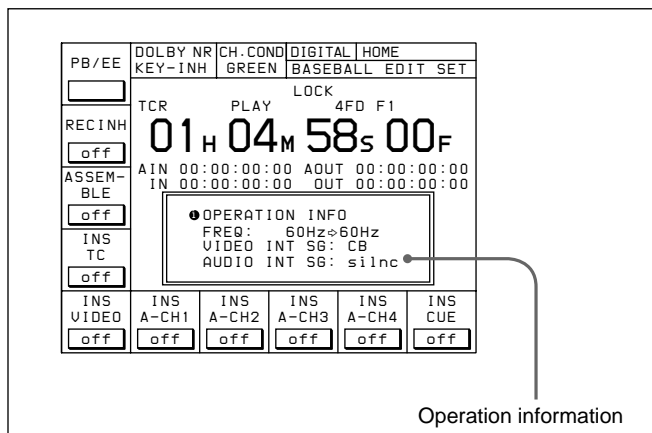 PB/EE
DOLBY NR CH.COND DIGITAL HOME
KEY-INH GREEN BASEBALL EDIT SET
LOCK
TCR PLAY 4FD F1
01H 04M 58S 00F
RECINH
off
AIN 00:00:00:00 AOUT 00:00:00:00
IN 00:00:00:00 OUT 00:00:00:00
ASSEM-
BLE
off
❶OPERATION INFO
FREQ: 60Hz⇨60Hz
VIDEO INT SG: CB
AUDIO INT SG: silnc
INS
TC
off
INS
VIDEO
off
INS
A-CH1
off
INS
A-CH2
off
INS
A-CH3
off
INS
A-CH4
off
INS
CUE
off
Operation information